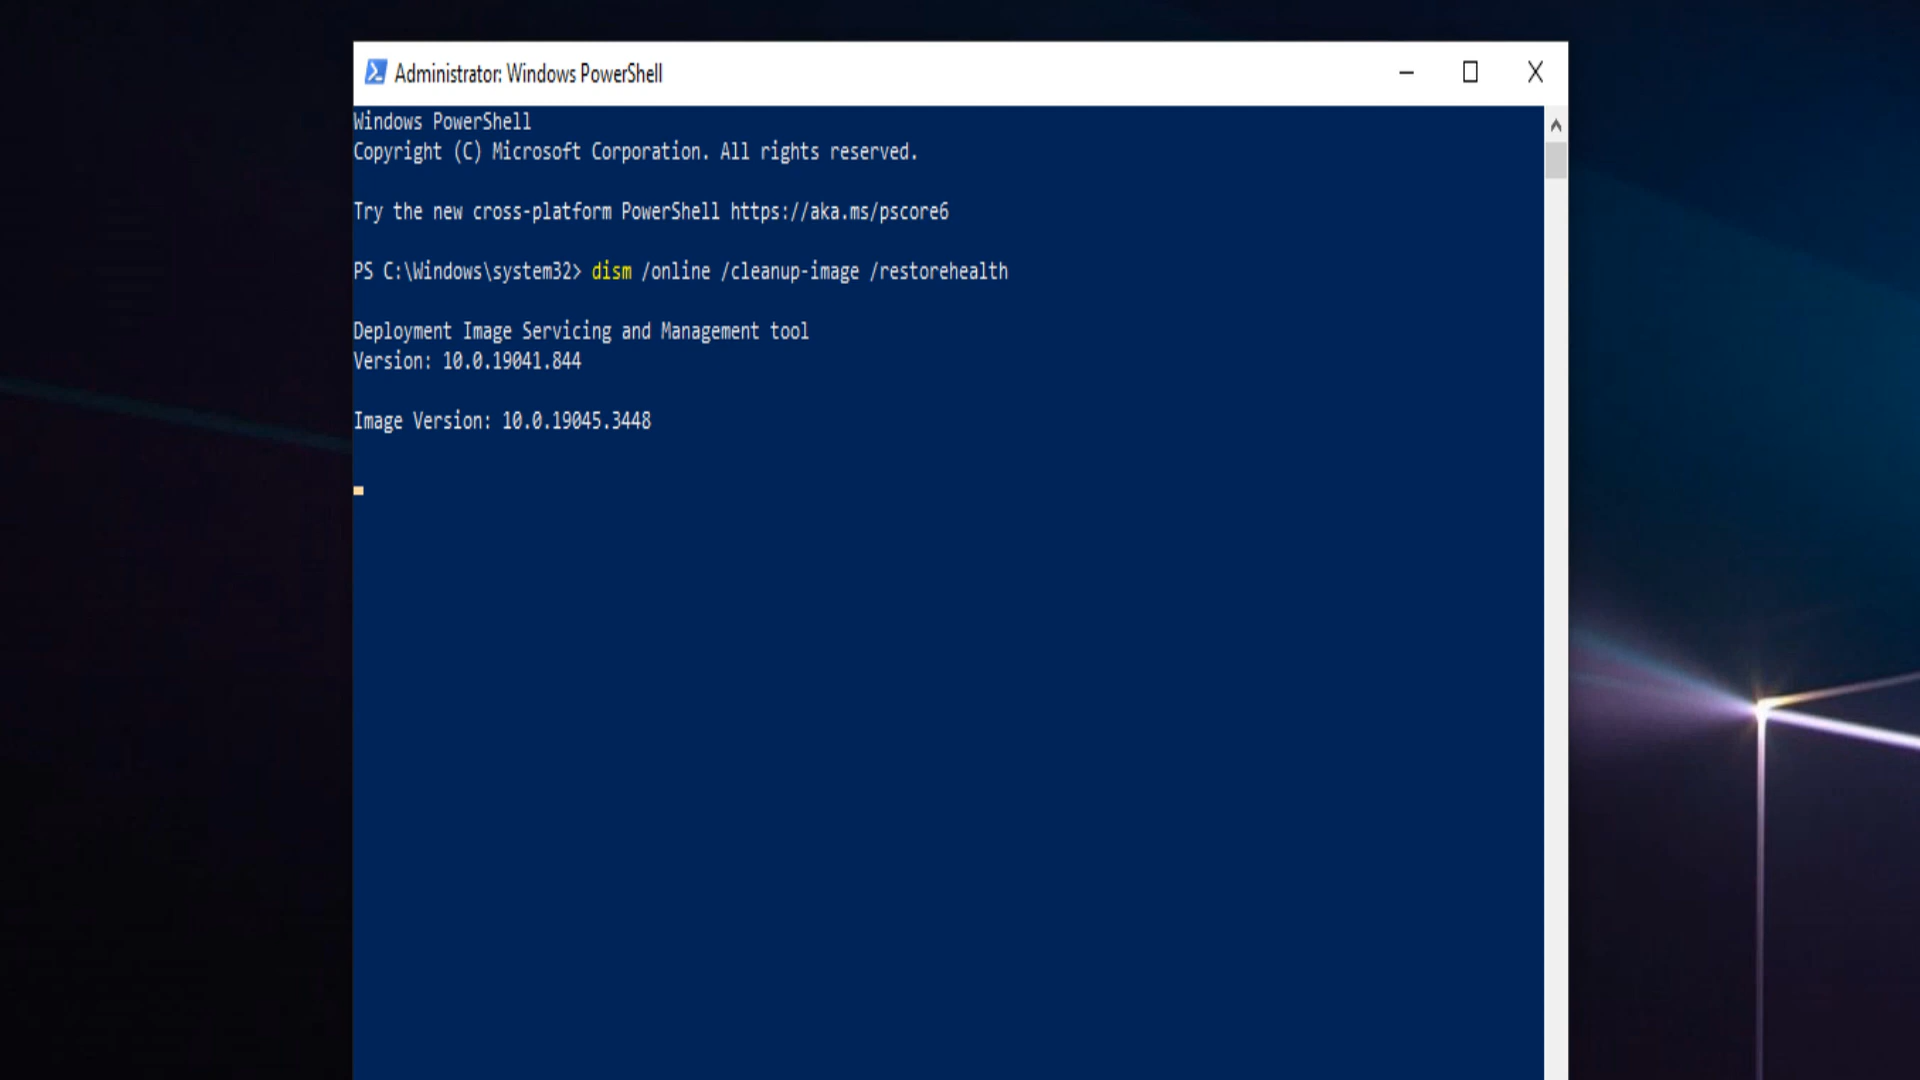 Administrator: Windows PowerShell
Windows PowerShell
Copyright (C) Microsoft Corporation. All rights reserved.
Try the new cross-platform PowerShell https://aka.ms/pscore6
PS C:\Windows\system32> dism /online /cleanup-image /restorehealth
Deployment Image Servicing and Management tool
Version: 10.0.19041.844
Image Version: 10.0.19045.3448